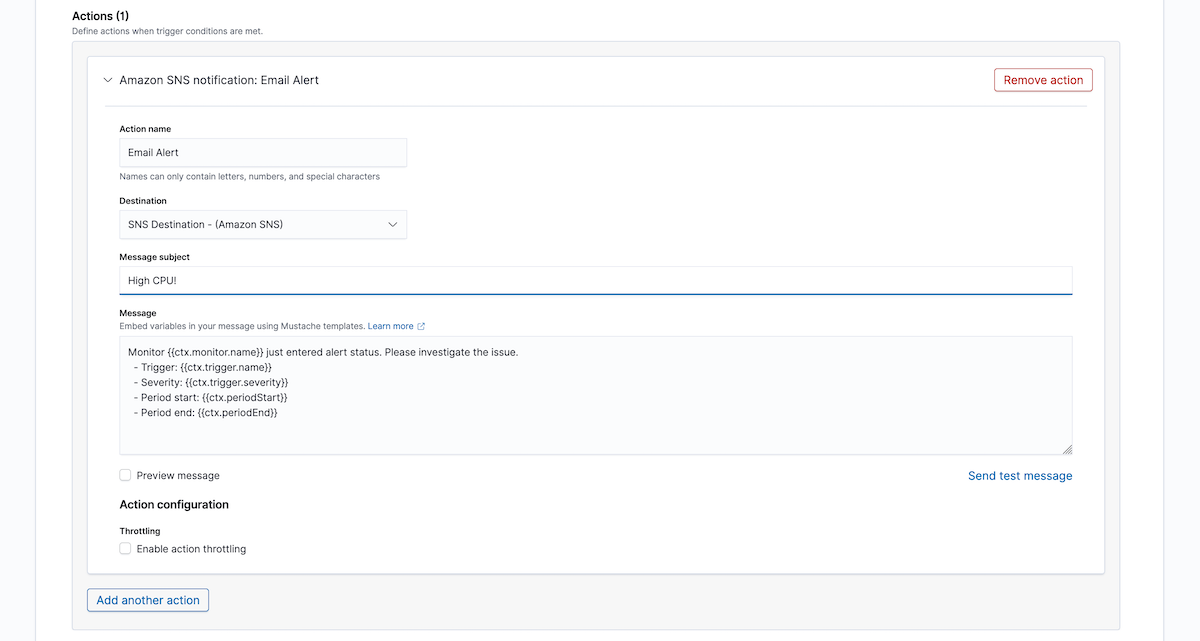 Actions (1)
Define actions when trigger conditions are met.
Amazon SNS notification: Email Alert
Remove action
Action name
Email Alert
Names can only contain letters, numbers, and special characters
Destination
SNS Destination - (Amazon SNS)
Message subject
High CPU!
Message
Embed variables in your message using Mustache templates. Learn more
Monitor {{ctx.monitor.name}} just entered alert status. Please investigate the issue.
- Trigger: {{ctx.trigger.name}}
- Severity: {{ctx.trigger.severity}}
- Period start: {{ctx.periodStart}}
- Period end: {{ctx.periodEnd}}
Preview message
Send test message
Action configuration
Throttling
Enable action throttling
Add another action